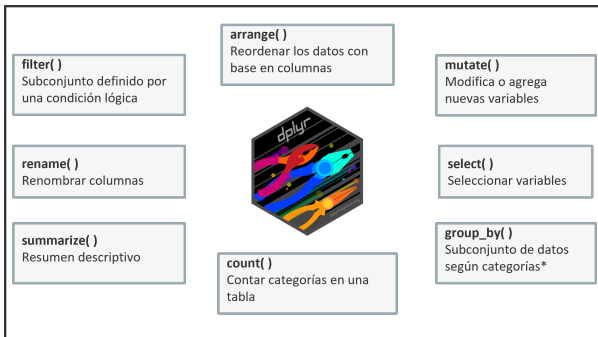 arrange( )
Reordenar los datos con
base en columnas
filter( )
Subconjunto definido por
una condición lógica
mutate( )
Modifica o agrega
nuevas variables
dplyr
rename( )
Renombrar columnas
select( )
Seleccionar variables
summarize( )
Resumen descriptivo
group_by( )
Subconjunto de datos
según categorías*
count( )
Contar categorías en una
tabla